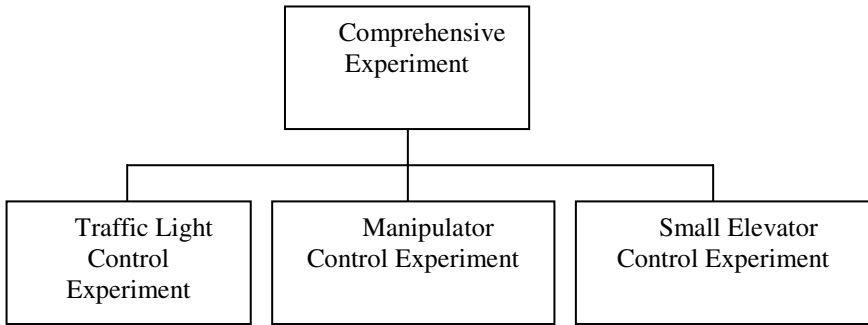 Comprehensive
Experiment
Traffic Light
Control
Experiment
Manipulator
Control Experiment
Small Elevator
Control Experiment